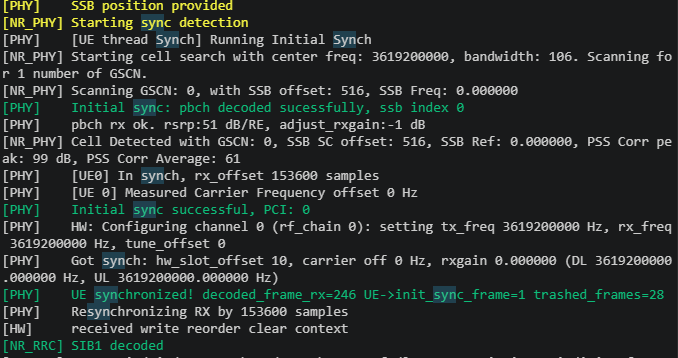 [PHY] SSB position provided
[NR_PHY] Starting sync detection
[PHY] [UE thread Synch] Running Initial Synch
[NR_PHY] Starting cell search with center freq: 3619200000, bandwidth: 106. Scanning fo
r 1 number of GSCN.
[NR_PHY] Scanning GSCN: 0, with SSB offset: 516, SSB Freq: 0.000000
[PHY] Initial sync: pbch decoded sucessfully, ssb index 0
[PHY] pbch rx ok. rsrp:51 dB/RE, adjust_rxgain:-1 dB
[NR_PHY] Cell Detected with GSCN: 0, SSB SC offset: 516, SSB Ref: 0.000000, PSS Corr pe
ak: 99 dB, PSS Corr Average: 61
[PHY] [UE0] In synch, rx_offset 153600 samples
[PHY] [UE 0] Measured Carrier Frequency offset 0 Hz
[PHY] Initial sync successful, PCI: 0
[PHY] HW: Configuring channel 0 (rf_chain 0): setting tx_freq 3619200000 Hz, rx_freq
3619200000 Hz, tune_offset 0
[PHY] Got synch: hw_slot_offset 10, carrier off 0 Hz, rxgain 0.000000 (DL 3619200000
.000000 Hz, UL 3619200000.000000 Hz)
[PHY] UE synchronized! decoded_frame_rx=246 UE->init_sync_frame=1 trashed_frames=28
[PHY] Resynchronizing RX by 153600 samples
[HW] received write reorder clear context
[NR_RRC] SIB1 decoded